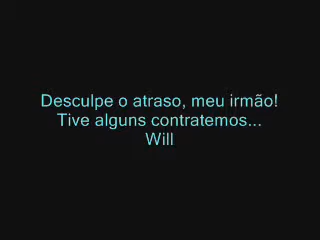 Desculpe o atraso, meu irmão!
Tive alguns contratemos...
Will